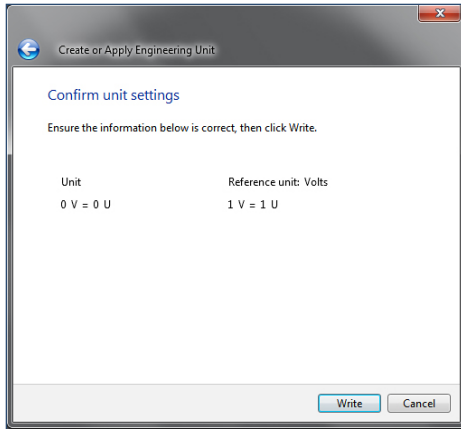 Create or Apply Engineering Unit
Confirm unit settings
Ensure the information below is correct, then click Write.
Unit Reference unit: Volts
0 V = 0 U 1 V = 1 U
Write Cancel